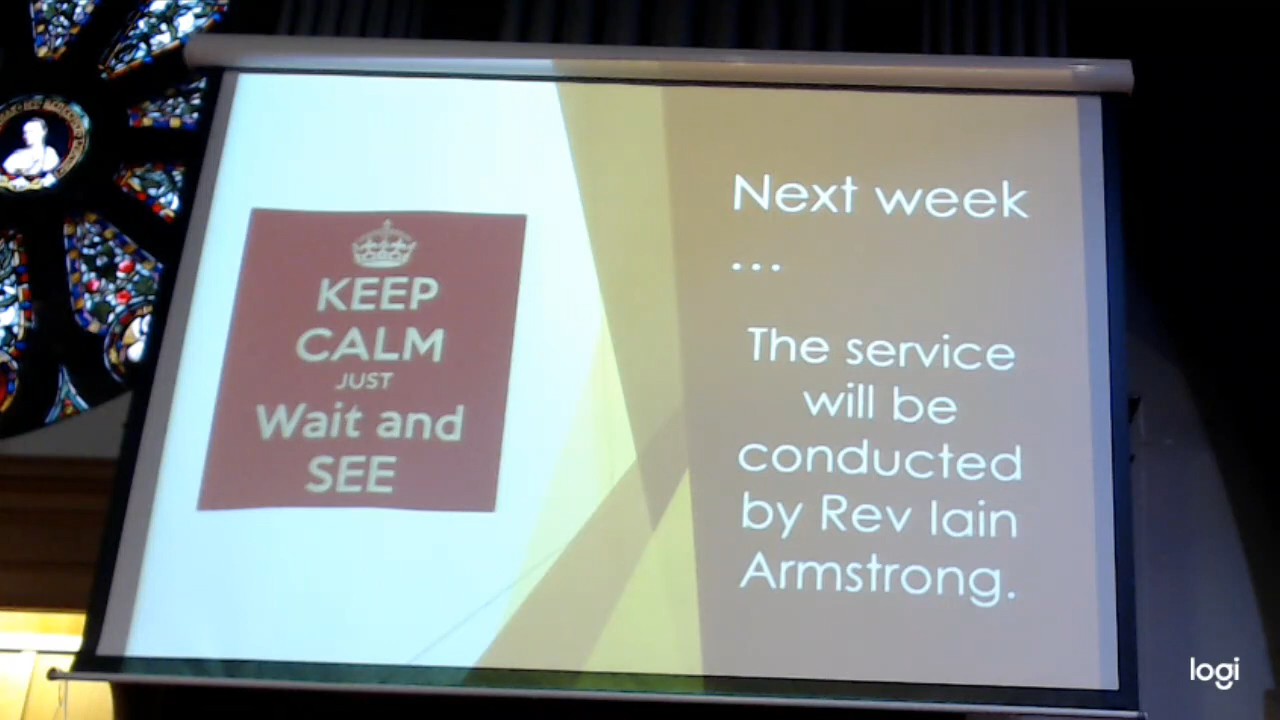 KEEP
CALM
JUST
Wait and
SEE
Next week
...
The service
will be
conducted
by Rev Iain
Armstrong.
logi